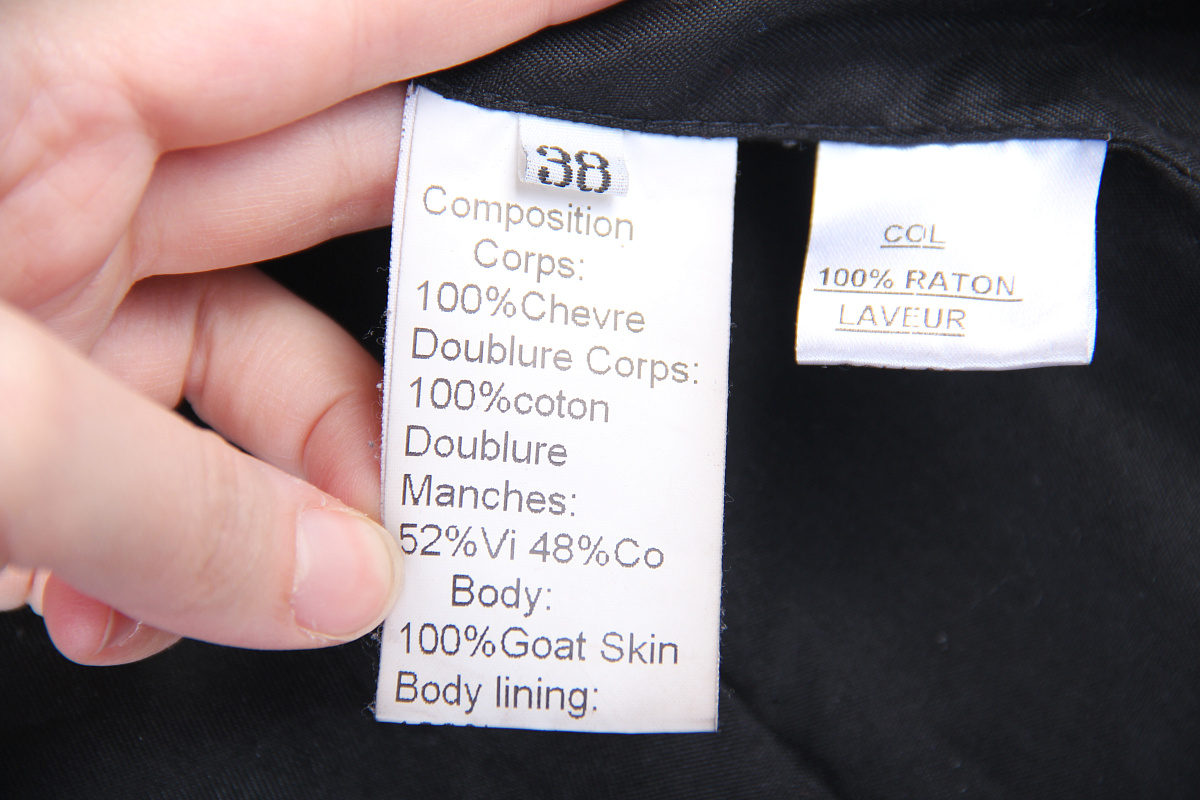 38
Composition
Corps:
100%Chevre
Doublure Corps:
100%coton
Doublure
Manches:
52%Vi 48%Co
Body:
100%Goat Skin
Body lining:
COL
100% RATON
LAVEUR